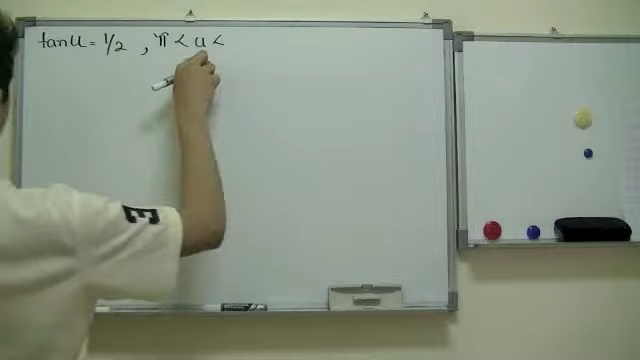 tan u = 1/2 , π < u <
E